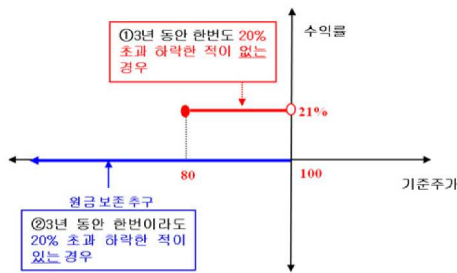 수익률
①3년 동안 한번도 20%
초과 하락한 적이 없는
경우
21%
80
100
기준주가
원금 보존 추구
②3년 동안 한번이라도
20% 초과 하락한 적이
있는 경우